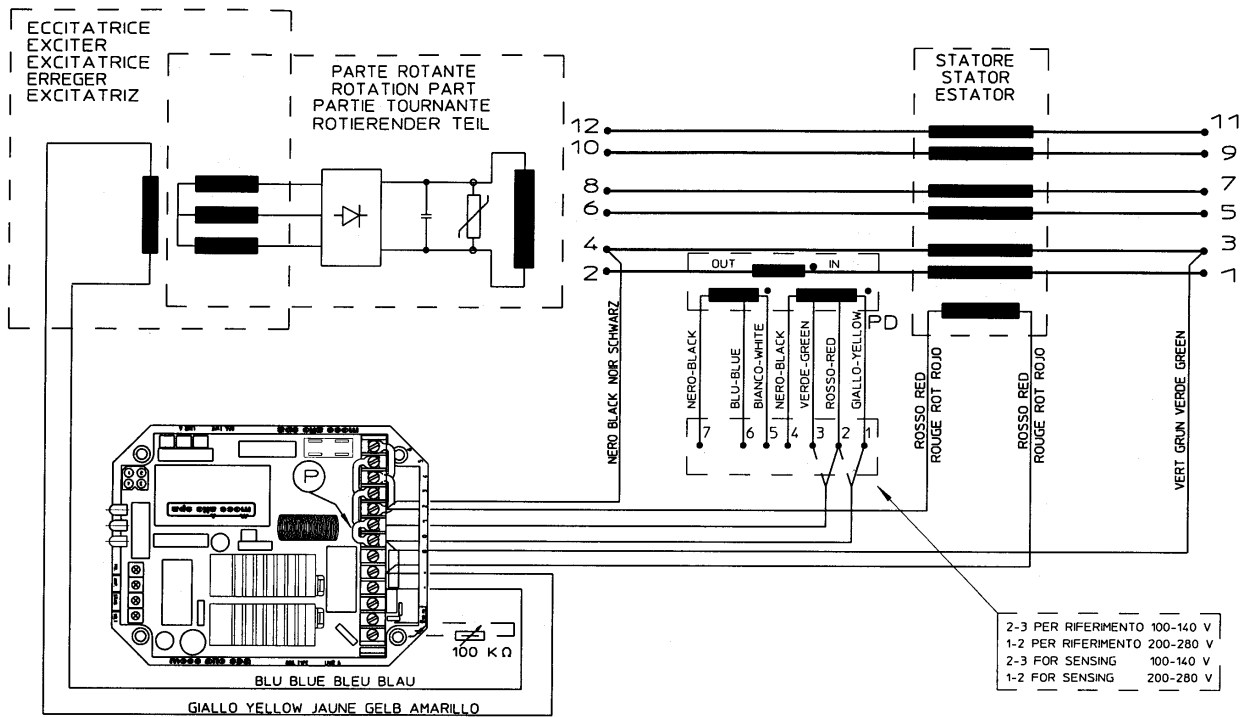 ECCITATRICE
EXCITER
EXCITATRICE
ERREGER
EXCITATRIZ
PARTE ROTANTE
ROTATION PART
PARTIE TOURNANTE
ROTIERENDER TEIL
STATORE
STATOR
ESTATOR
12
11
10
9
8
7
6
5
4
3
2
1
OUT
IN
PD
NERO BLACK NOIR SCHWARZ
NERO-BLACK
BLU-BLUE
BIANCO-WHITE
NERO-BLACK
VERDE-GREEN
ROSSO-RED
GIALLO-YELLOW
7
6
5
4
3
2
1
ROSSO RED
ROUGE ROT ROJO
ROSSO RED
ROUGE ROT ROJO
VERT GRUN VERDE GREEN
P
mecc alte spa
100 KΩ
BLU BLUE BLEU BLAU
GIALLO YELLOW JAUNE GELB AMARILLO
2-3 PER RIFERIMENTO 100-140 V
1-2 PER RIFERIMENTO 200-280 V
2-3 FOR SENSING 100-140 V
1-2 FOR SENSING 200-280 V